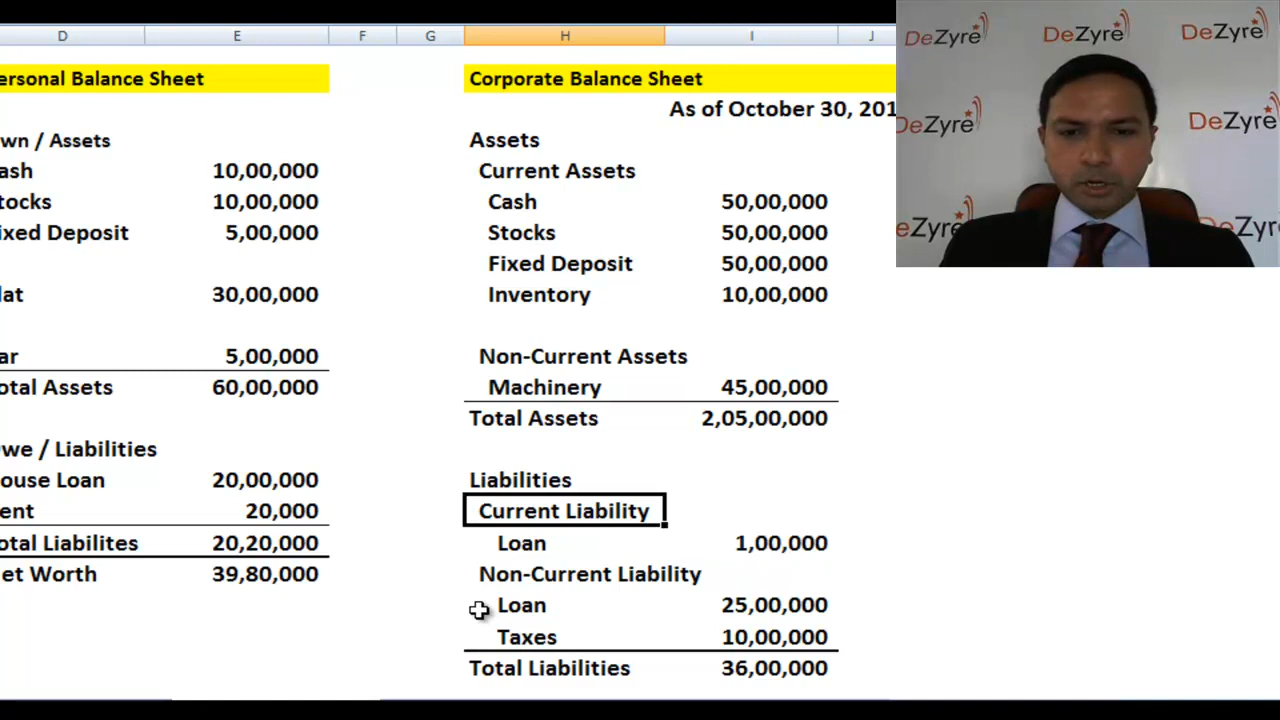 D E F G H I J
ersonal Balance Sheet
wn / Assets
ash 10,00,000
tocks 10,00,000
ixed Deposit 5,00,000
lat 30,00,000
ar 5,00,000
otal Assets 60,00,000
we / Liabilities
ouse Loan 20,00,000
ent 20,000
otal Liabilites 20,20,000
et Worth 39,80,000
Corporate Balance Sheet
As of October 30, 201
Assets
Current Assets
Cash 50,00,000
Stocks 50,00,000
Fixed Deposit 50,00,000
Inventory 10,00,000
Non-Current Assets
Machinery 45,00,000
Total Assets 2,05,00,000
Liabilities
Current Liability
Loan 1,00,000
Non-Current Liability
Loan 25,00,000
Taxes 10,00,000
Total Liabilities 36,00,000
DeZyre DeZyre DeZyre
DeZyre DeZyre
eZyre eZyre